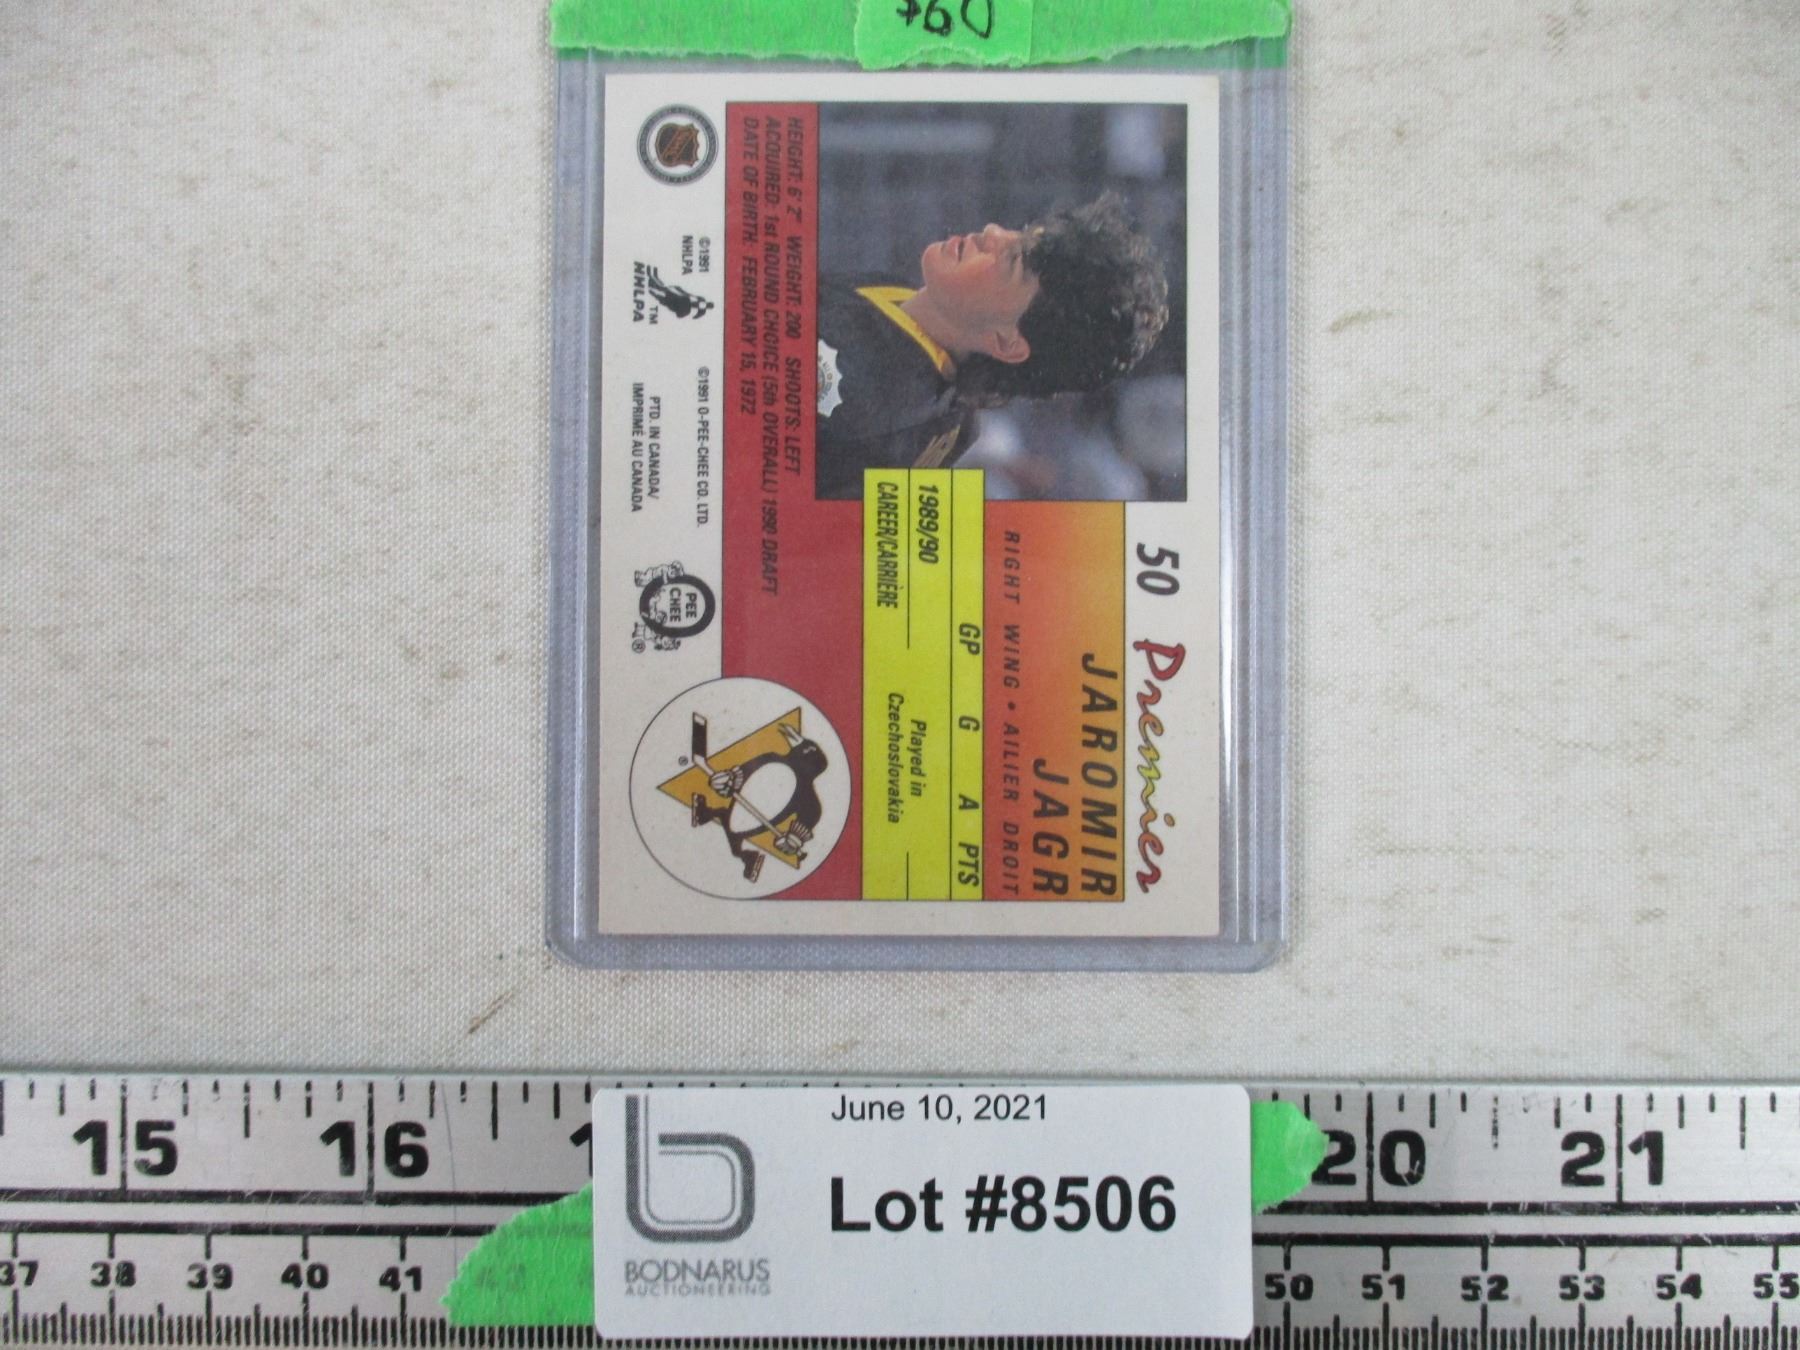 $60
50 Premier
JAROMIR
JAGR
RIGHT WING • AILIER DROIT
GP G A PTS
1989/90 Played in
CAREER/CARRIÈRE Czechoslovakia
HEIGHT: 6' 2" WEIGHT: 200 SHOOTS: LEFT
ACQUIRED: 1st ROUND CHOICE (5th OVERALL) 1990 DRAFT
DATE OF BIRTH: FEBRUARY 15, 1972
©1991
NHLPA
NHLPA
TM
©1991 O-PEE-CHEE CO. LTD.
PTD. IN CANADA/
IMPRIMÉ AU CANADA
O PEE CHEE ®
®
15 16 20 21
June 10, 2021
Lot #8506
BODNARUS
AUCTIONEERING
37 38 39 40 41 42 50 51 52 53 54 55